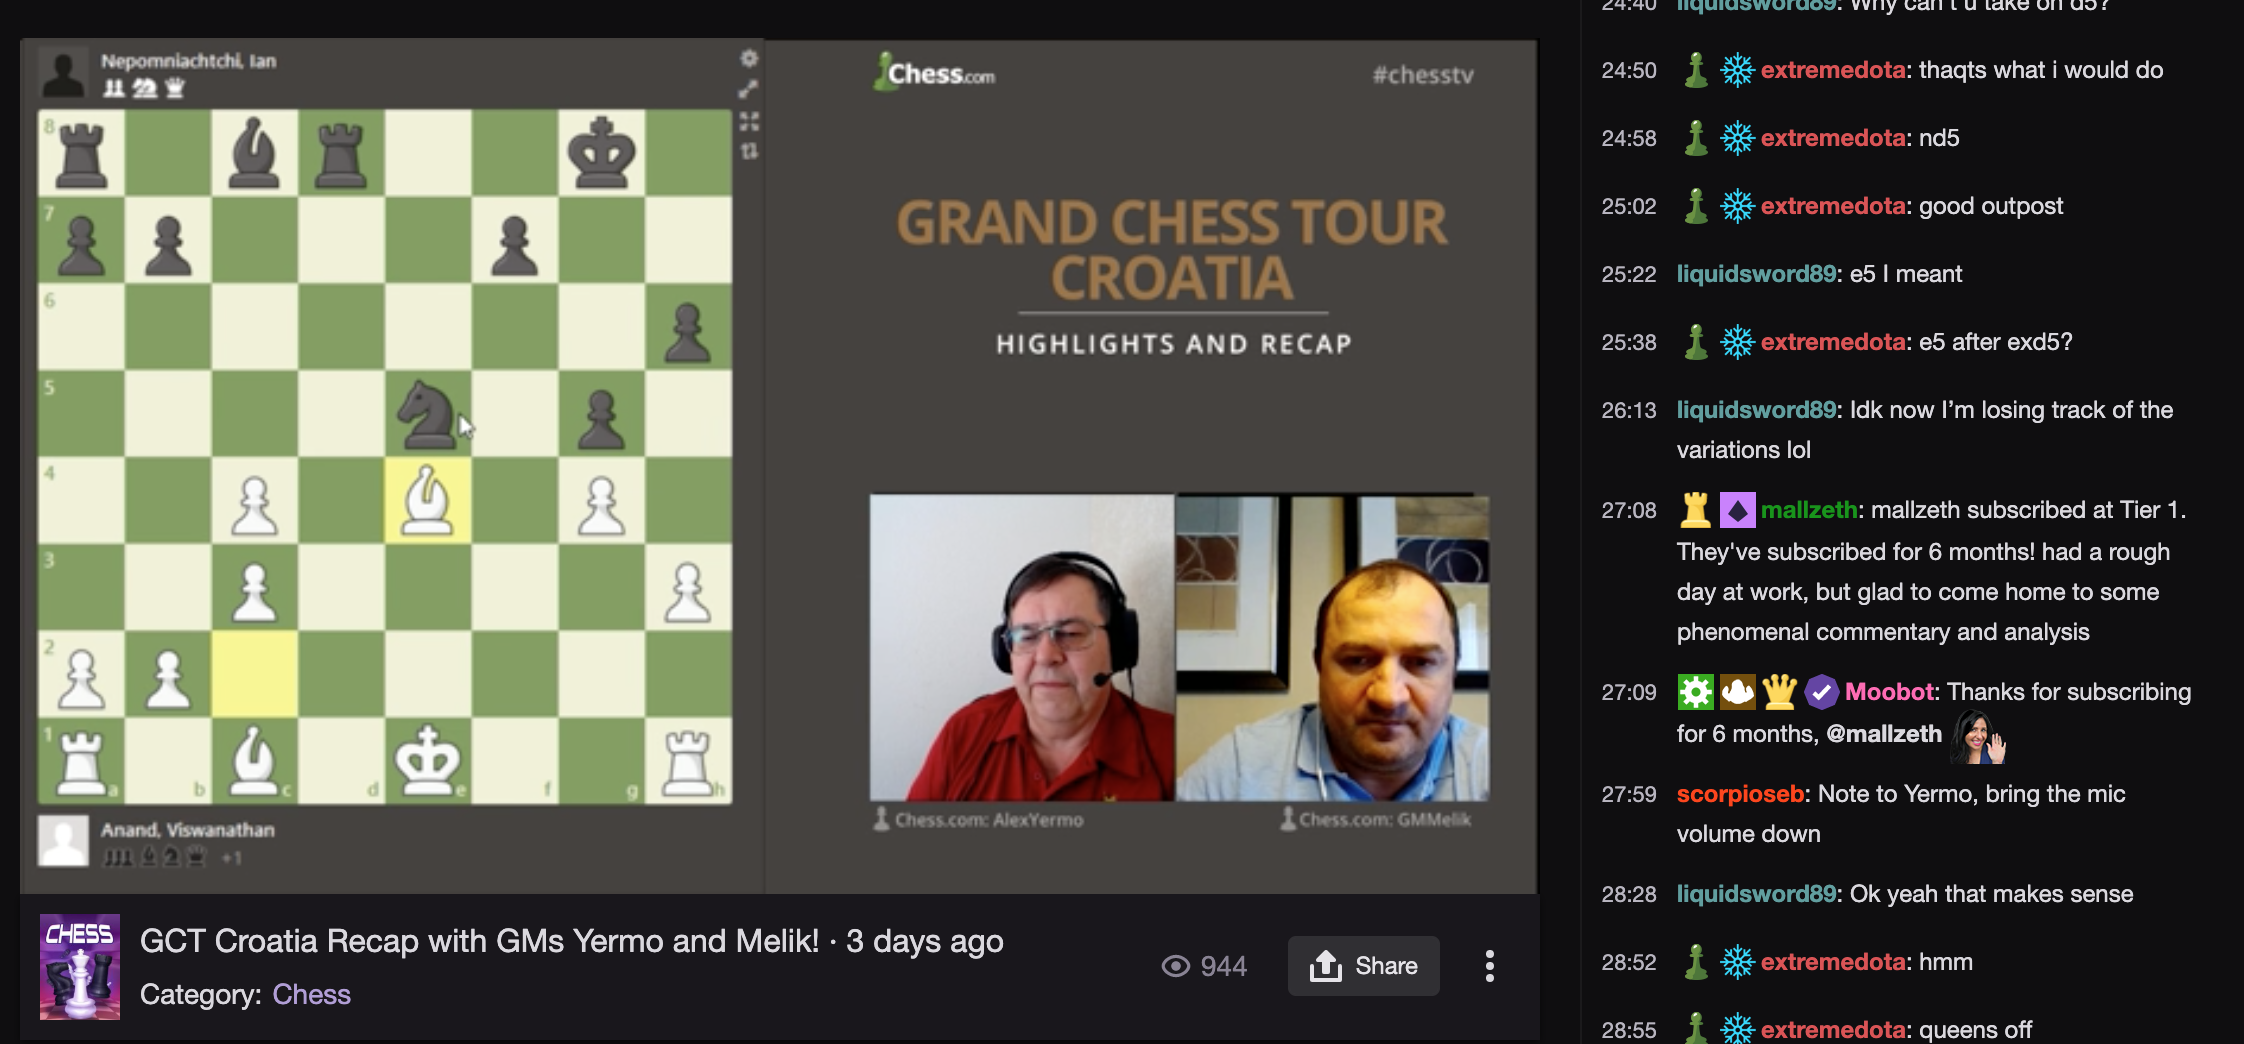 Nepomniachtchi, Ian
8
7
6
5
4
3
2
1
a
b
c
d
e
f
g
h
Anand, Viswanathan
+1
Chess.com
#chesstv
GRAND CHESS TOUR
CROATIA
HIGHLIGHTS AND RECAP
Chess.com: AlexYermo
Chess.com: GMMelik
CHESS
GCT Croatia Recap with GMs Yermo and Melik! · 3 days ago
Category: Chess
944
Share
24:40 liquidsword89: Why can't u take on d5?
24:50 extremedota: thaqts what i would do
24:58 extremedota: nd5
25:02 extremedota: good outpost
25:22 liquidsword89: e5 I meant
25:38 extremedota: e5 after exd5?
26:13 liquidsword89: Idk now I’m losing track of the
variations lol
27:08 mallzeth: mallzeth subscribed at Tier 1.
They've subscribed for 6 months! had a rough
day at work, but glad to come home to some
phenomenal commentary and analysis
27:09 Moobot: Thanks for subscribing
for 6 months, @mallzeth
27:59 scorpioseb: Note to Yermo, bring the mic
volume down
28:28 liquidsword89: Ok yeah that makes sense
28:52 extremedota: hmm
28:55 extremedota: queens off